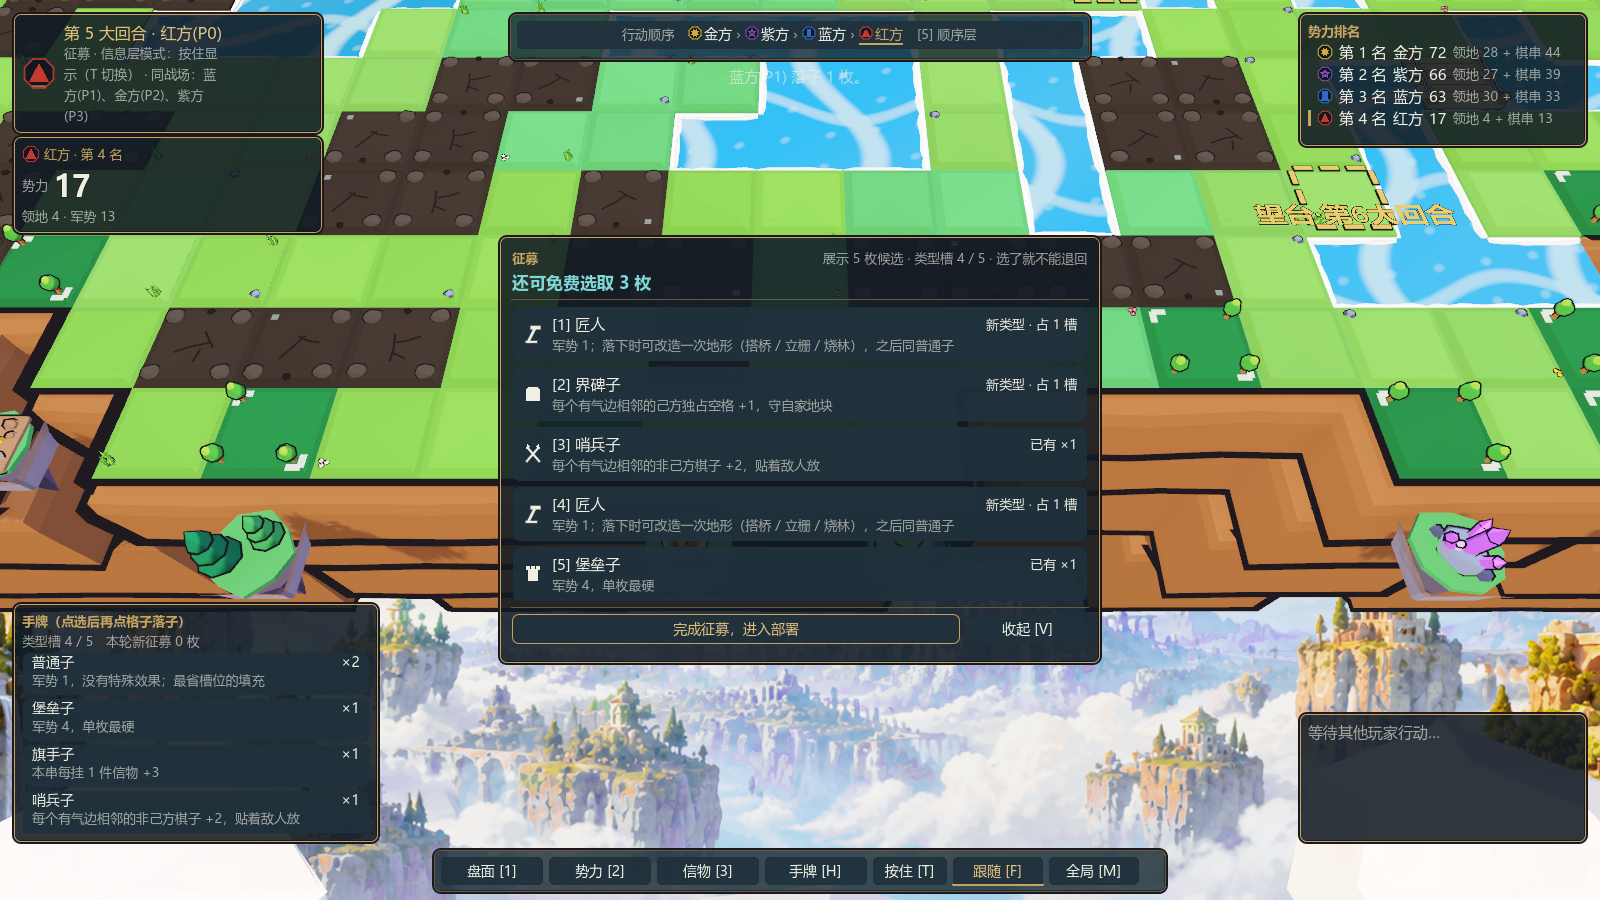 第 5 大回合 · 红方(P0)
征募 · 信息层模式：按住显
示（T 切换） · 同战场：蓝
方(P1)、金方(P2)、紫方
(P3)
红方 · 第 4 名
势力 17
领地 4 · 军势 13
行动顺序 金方 › 紫方 › 蓝方 › 红方 [5] 顺序层
蓝方(P1) 落子 1 枚。
势力排名
第 1 名 金方 72 领地 28 + 棋串 44
第 2 名 紫方 66 领地 27 + 棋串 39
第 3 名 蓝方 63 领地 30 + 棋串 33
第 4 名 红方 17 领地 4 + 棋串 13
望台·第6大回合
征募
展示 5 枚候选 · 类型槽 4 / 5 · 选了就不能退回
还可免费选取 3 枚
[1] 匠人
新类型 · 占 1 槽
军势 1；落下时可改造一次地形（搭桥 / 立栅 / 烧林），之后同普通子
[2] 界碑子
新类型 · 占 1 槽
每个有气边相邻的己方独占空格 +1，守自家地块
[3] 哨兵子
已有 ×1
每个有气边相邻的非己方棋子 +2，贴着敌人放
[4] 匠人
新类型 · 占 1 槽
军势 1；落下时可改造一次地形（搭桥 / 立栅 / 烧林），之后同普通子
[5] 堡垒子
已有 ×1
军势 4，单枚最硬
完成征募，进入部署
收起 [V]
手牌（点选后再点格子落子）
类型槽 4 / 5 本轮新征募 0 枚
普通子 ×2
军势 1，没有特殊效果；最省槽位的填充
堡垒子 ×1
军势 4，单枚最硬
旗手子 ×1
本串每挂 1 件信物 +3
哨兵子 ×1
每个有气边相邻的非己方棋子 +2，贴着敌人放
等待其他玩家行动...
盘面 [1] 势力 [2] 信物 [3] 手牌 [H] 按住 [T] 跟随 [F] 全局 [M]